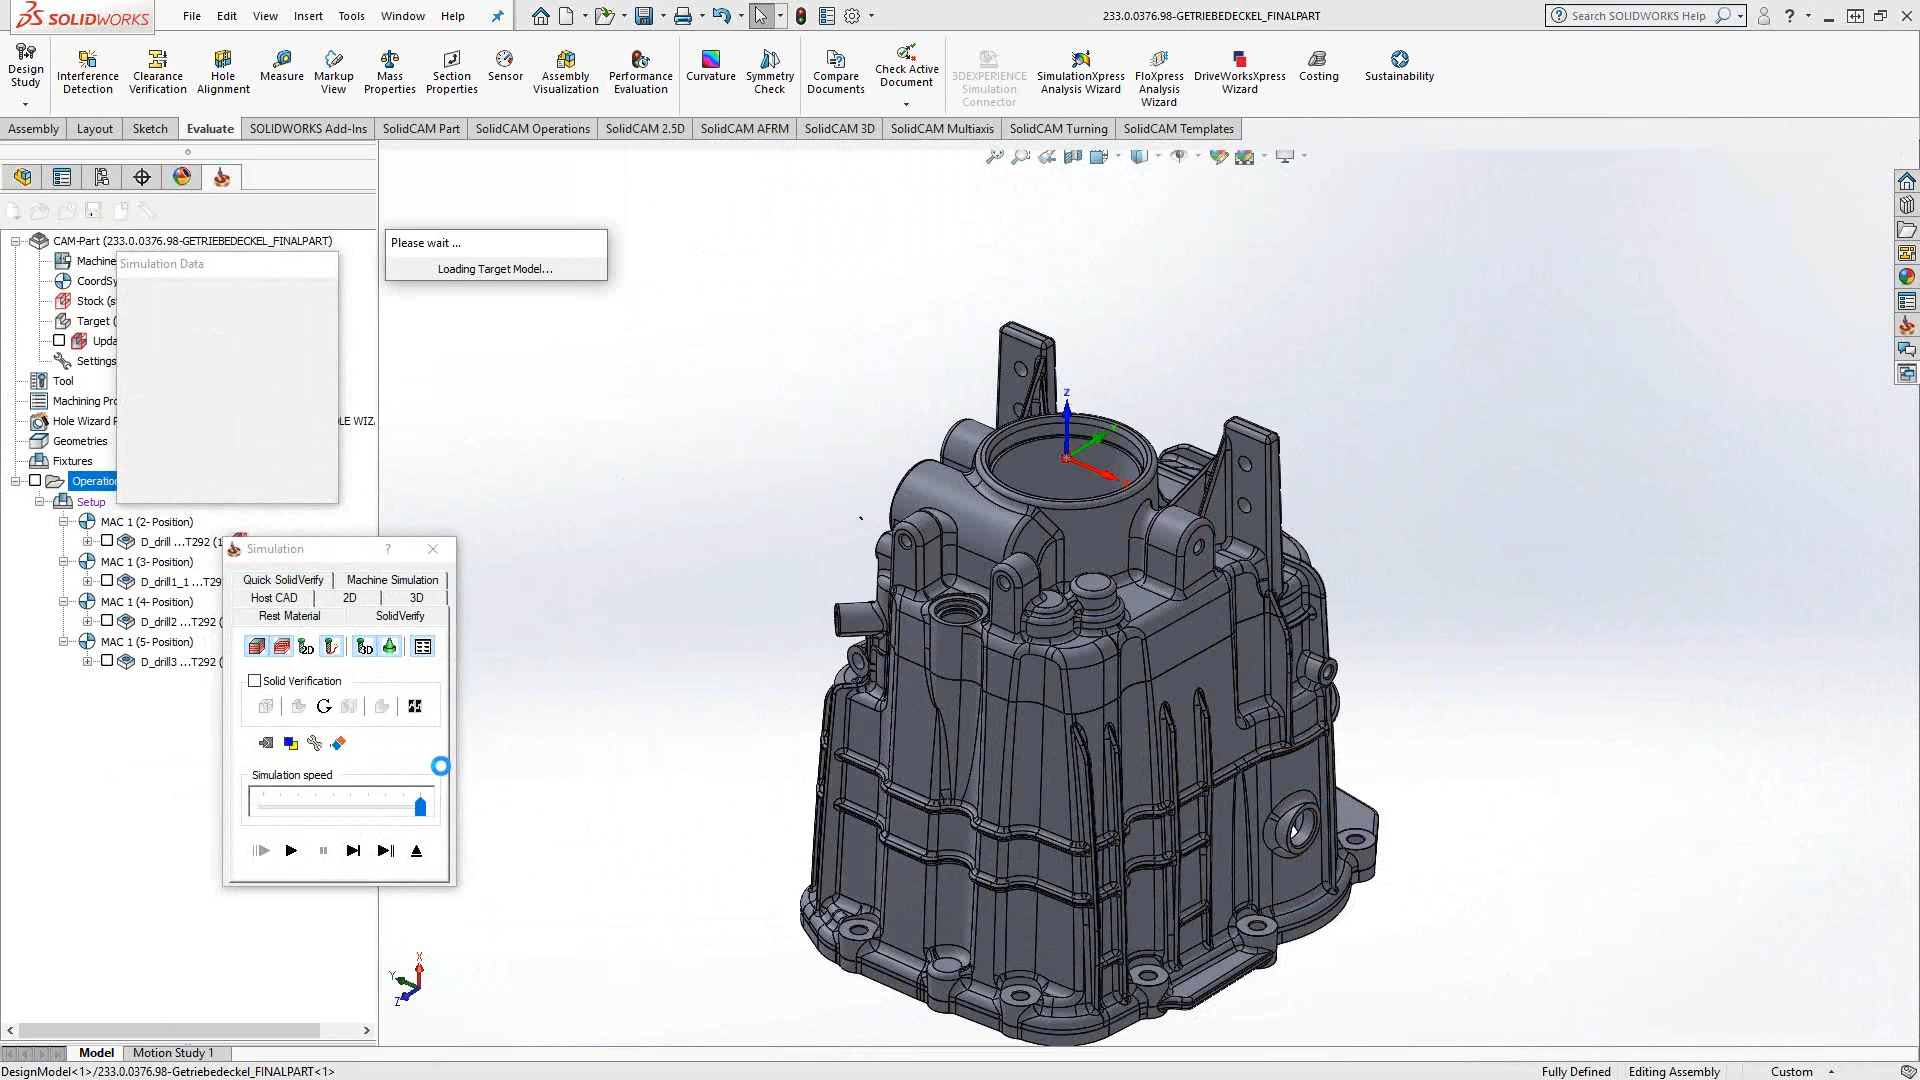 SOLIDWORKS
File Edit View Insert Tools Window Help
233.0.0376.98-GETRIEBEDECKEL_FINALPART
Search SOLIDWORKS Help
Design Study
Interference Detection
Clearance Verification
Hole Alignment
Measure
Markup View
Mass Properties
Section Properties
Sensor
Assembly Visualization
Performance Evaluation
Curvature
Symmetry Check
Compare Documents
Check Active Document
3DEXPERIENCE Simulation Connector
SimulationXpress Analysis Wizard
FloXpress Analysis Wizard
DriveWorksXpress Wizard
Costing
Sustainability
Assembly Layout Sketch Evaluate SOLIDWORKS Add-Ins SolidCAM Part SolidCAM Operations SolidCAM 2.5D SolidCAM AFRM SolidCAM 3D SolidCAM Multiaxis SolidCAM Turning SolidCAM Templates
CAM-Part (233.0.0376.98-GETRIEBEDECKEL_FINALPART)
Machine
CoordSy
Stock (s
Target (
Upda
Settings
Tool
Machining Pro
Hole Wizard P
LE WIZ
Geometries
Fixtures
Operation
Setup
MAC 1 (2- Position)
D_drill ...T292 (1
MAC 1 (3- Position)
D_drill1_1 ...T29
MAC 1 (4- Position)
D_drill2 ...T292 (
MAC 1 (5- Position)
D_drill3 ...T292 (
Simulation Data
Please wait ...
Loading Target Model...
Simulation
Quick SolidVerify Machine Simulation
Host CAD 2D 3D
Rest Material SolidVerify
2D 3D
Solid Verification
Simulation speed
Z
X
Y
Z
Model Motion Study 1
DesignModel<1>/233.0.0376.98-Getriebedeckel_FINALPART<1>
Fully Defined Editing Assembly Custom